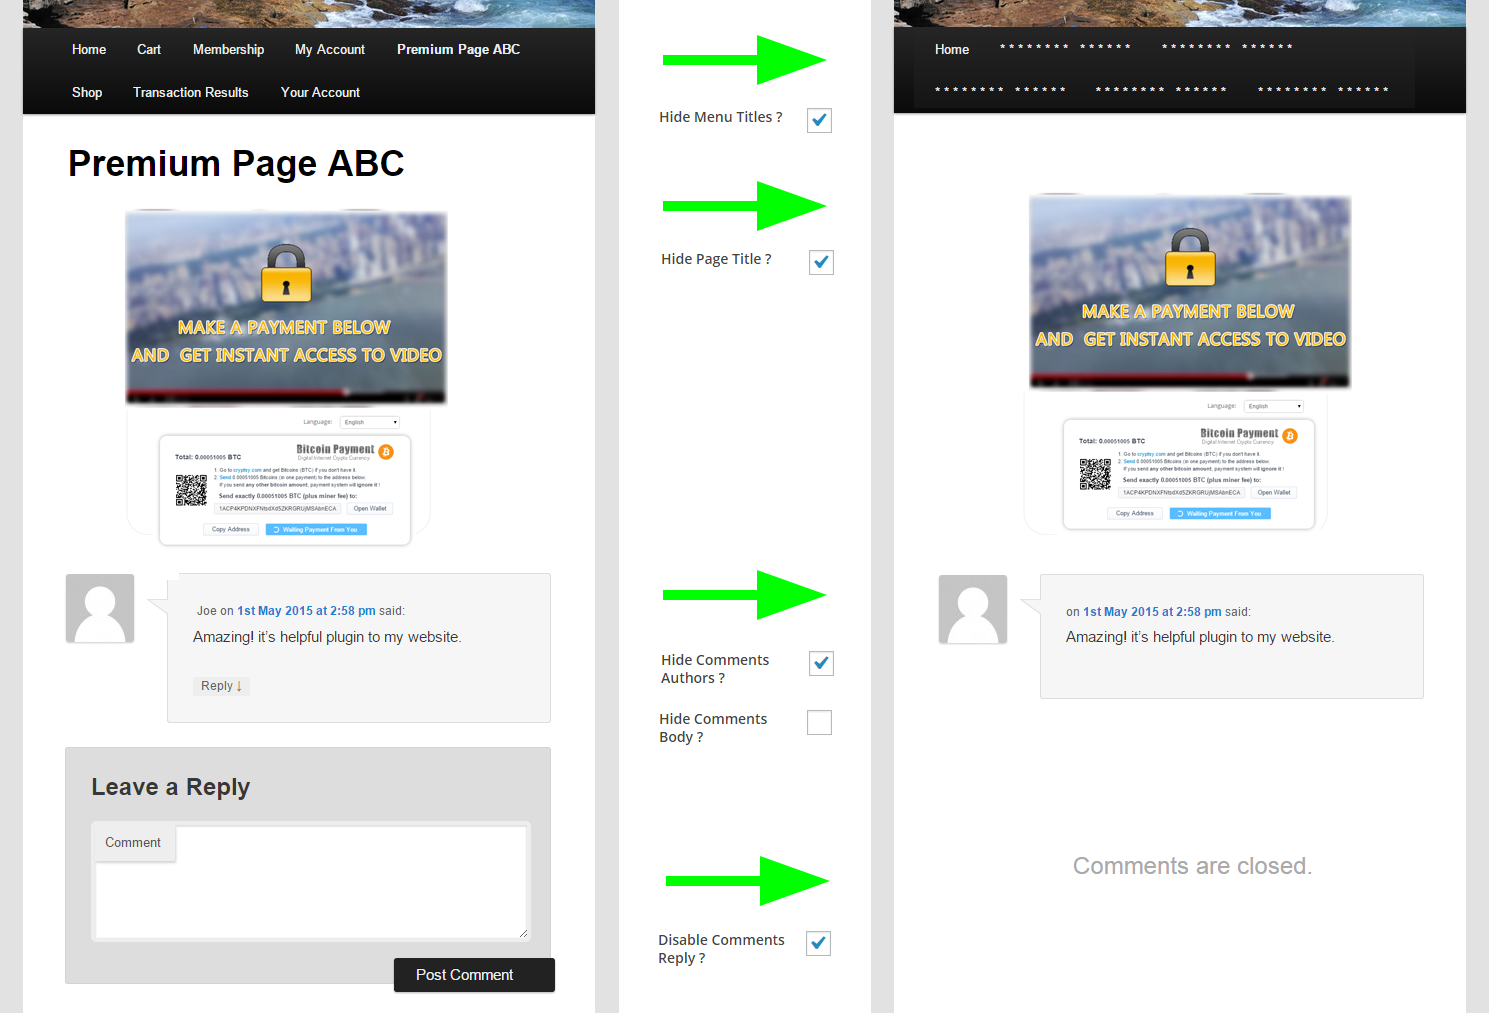 Home Cart Membership My Account Premium Page ABC
Shop Transaction Results Your Account
Premium Page ABC
MAKE A PAYMENT BELOW
AND GET INSTANT ACCESS TO VIDEO
Language: English
Bitcoin Payment
Digital Internet Crypto Currency
Total: 0.00051005 BTC
1. Go to cryptsy.com and get Bitcoins (BTC) if you don't have it
2. Send 0.00051005 Bitcoins (in one payment) to the address below.
If you send any other bitcoin amount, payment system will ignore it !
Send exactly 0.00051005 BTC (plus miner fee) to:
Open Wallet
Copy Address Waiting Payment From You
Joe on 1st May 2015 at 2:58 pm said:
Amazing! it's helpful plugin to my website.
Reply ↓
Leave a Reply
Comment
Post Comment
Hide Menu Titles ?
Hide Page Title ?
Hide Comments
Authors ?
Hide Comments
Body ?
Disable Comments
Reply ?
Home ******** ****** ******** ******
******** ****** ******** ****** ******** ******
MAKE A PAYMENT BELOW
AND GET INSTANT ACCESS TO VIDEO
Language: English
Bitcoin Payment
Digital Internet Crypto Currency
Total: 0.00051005 BTC
1. Go to cryptsy.com and get Bitcoins (BTC) if you don't have it
2. Send 0.00051005 Bitcoins (in one payment) to the address below.
If you send any other bitcoin amount, payment system will ignore it !
Send exactly 0.00051005 BTC (plus miner fee) to:
Open Wallet
Copy Address Waiting Payment From You
on 1st May 2015 at 2:58 pm said:
Amazing! it's helpful plugin to my website.
Comments are closed.